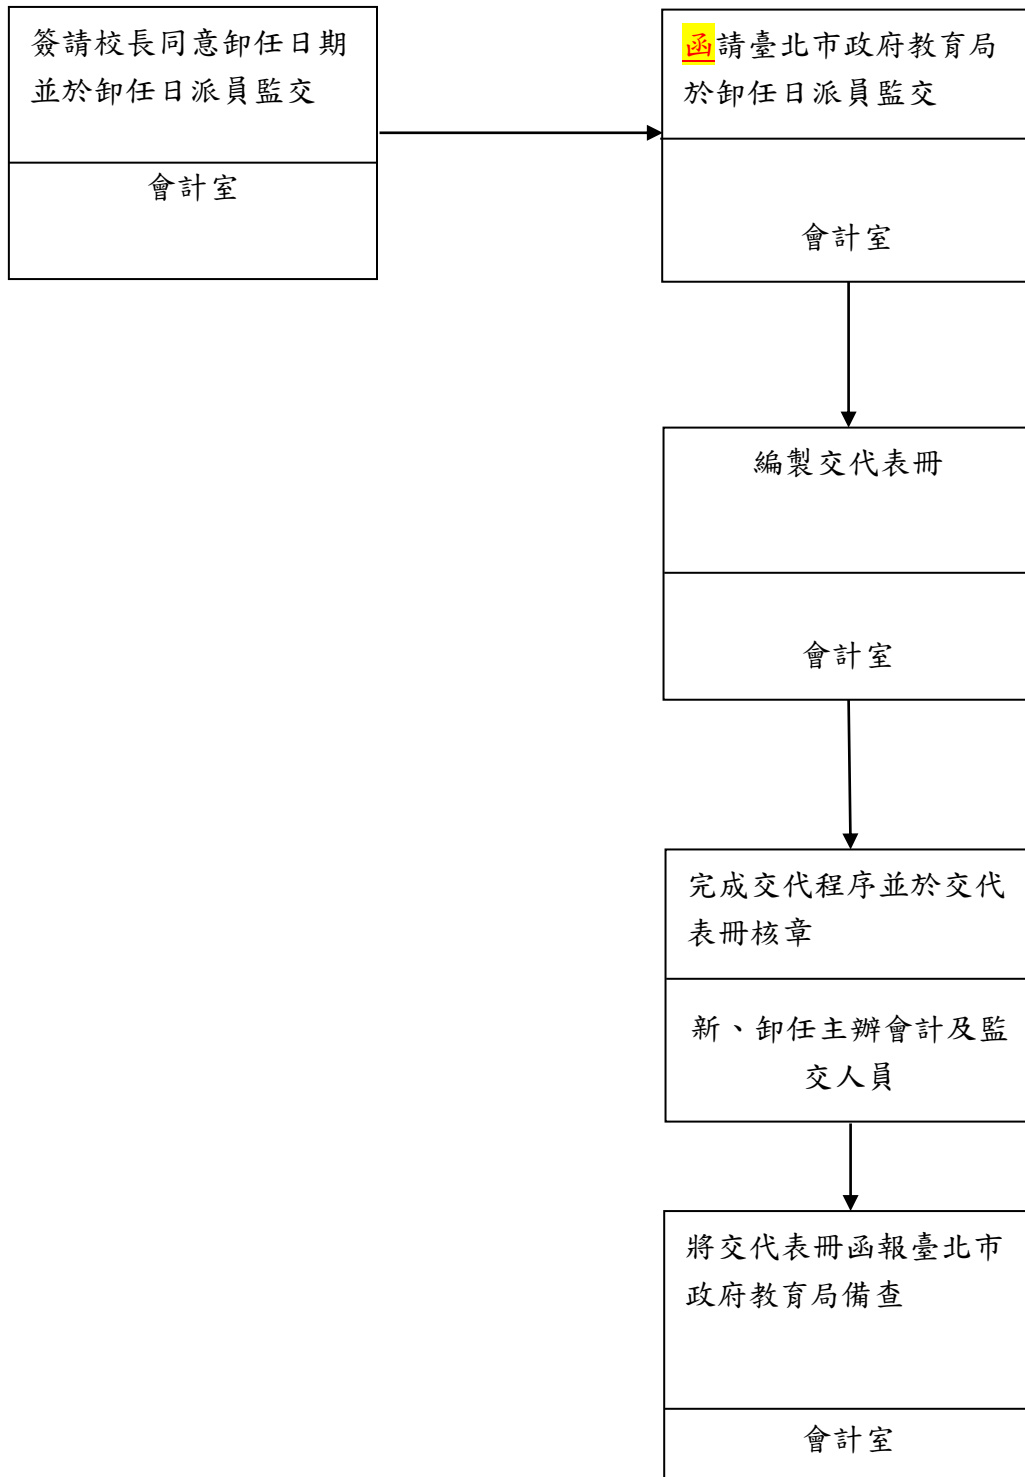 簽請校長同意卸任日期
並於卸任日派員監交
會計室
函請臺北市政府教育局
於卸任日派員監交
會計室
編製交代表冊
會計室
完成交代程序並於交代
表冊核章
新、卸任主辦會計及監
交人員
將交代表冊函報臺北市
政府教育局備查
會計室